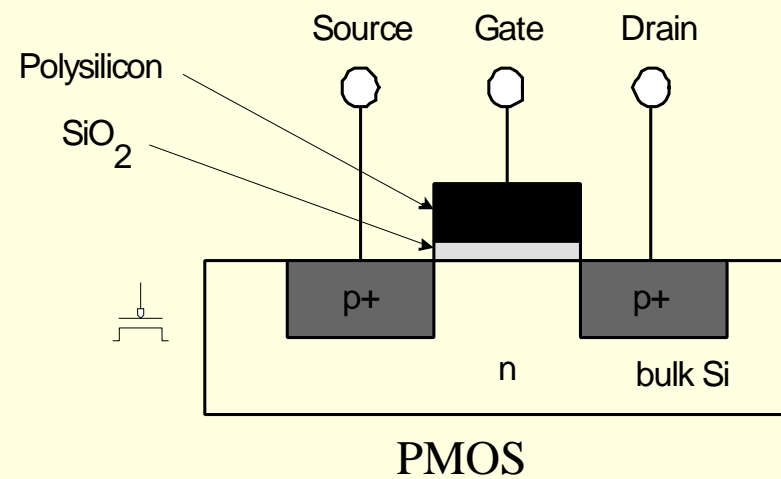 Source Gate Drain
Polysilicon
SiO2
p+ p+
n bulk Si
PMOS